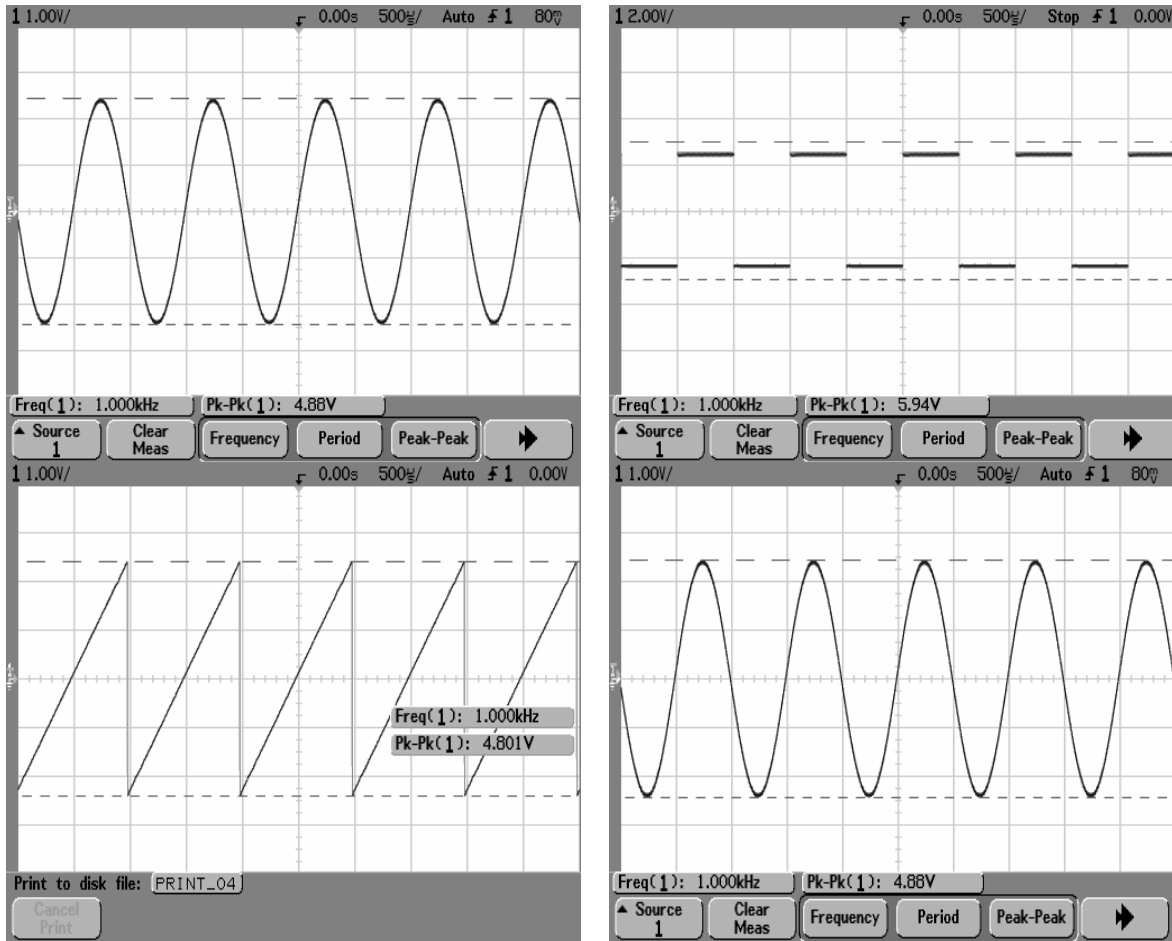 1 1.00V/ 0.00s 500µs/ Auto 1 80mV
Freq(1): 1.000kHz Pk-Pk(1): 4.88V
Source 1 Clear Meas Frequency Period Peak-Peak
1 2.00V/ 0.00s 500µs/ Stop 1 0.00V
Freq(1): 1.000kHz Pk-Pk(1): 5.94V
Source 1 Clear Meas Frequency Period Peak-Peak
1 1.00V/ 0.00s 500µs/ Auto 1 0.00V
Freq(1): 1.000kHz
Pk-Pk(1): 4.801V
Print to disk file: PRINT_04
Cancel
Print
1 1.00V/ 0.00s 500µs/ Auto 1 80mV
Freq(1): 1.000kHz Pk-Pk(1): 4.88V
Source 1 Clear Meas Frequency Period Peak-Peak